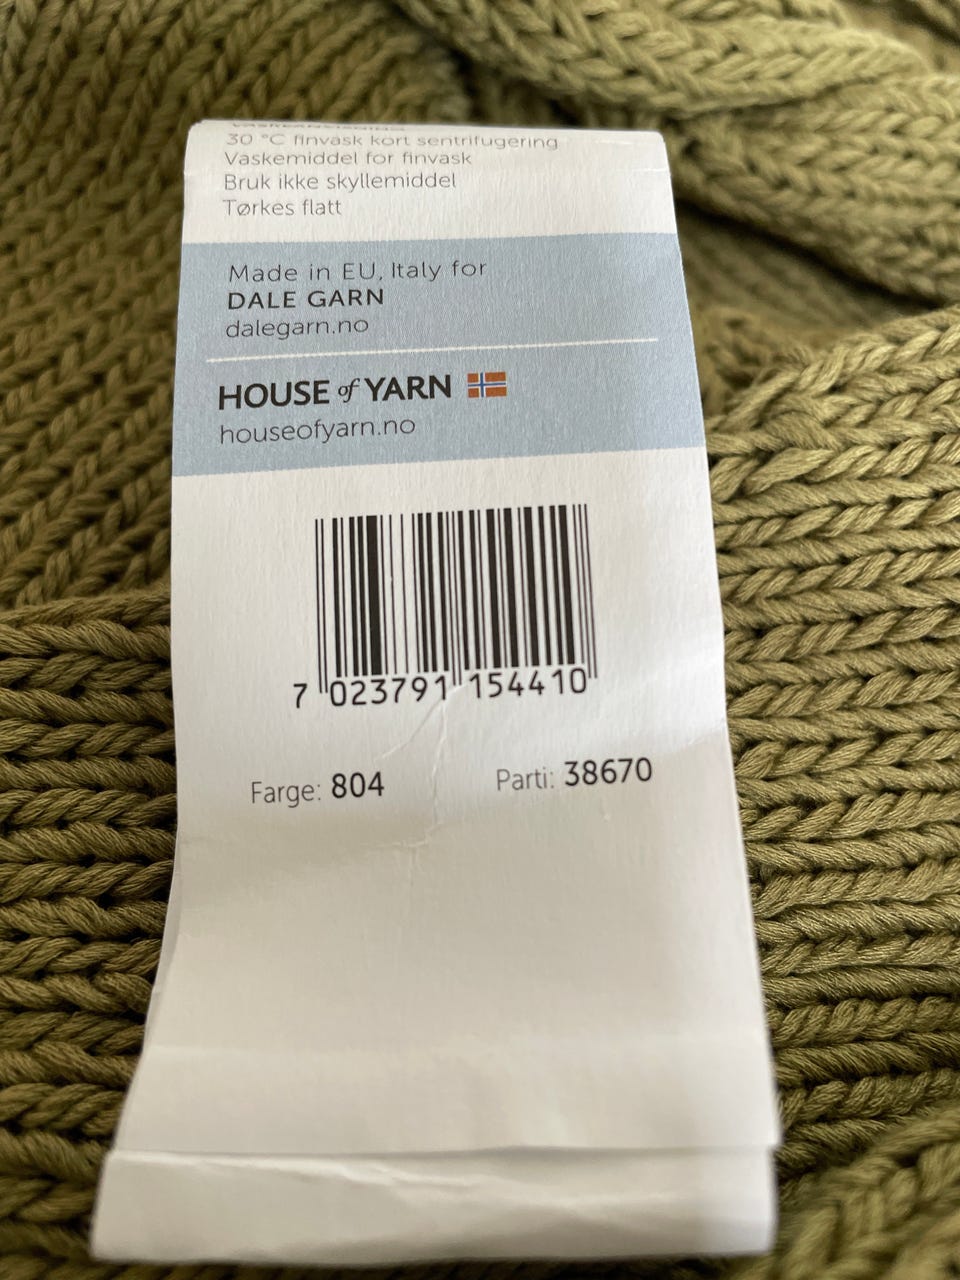 30 °C finvask kort sentrifugering
Vaskemiddel for finvask
Bruk ikke skyllemiddel
Tørkes flatt
Made in EU, Italy for
DALE GARN
dalegarn.no
HOUSE of YARN
houseofyarn.no
7 023791 154410
Farge: 804 Parti: 38670